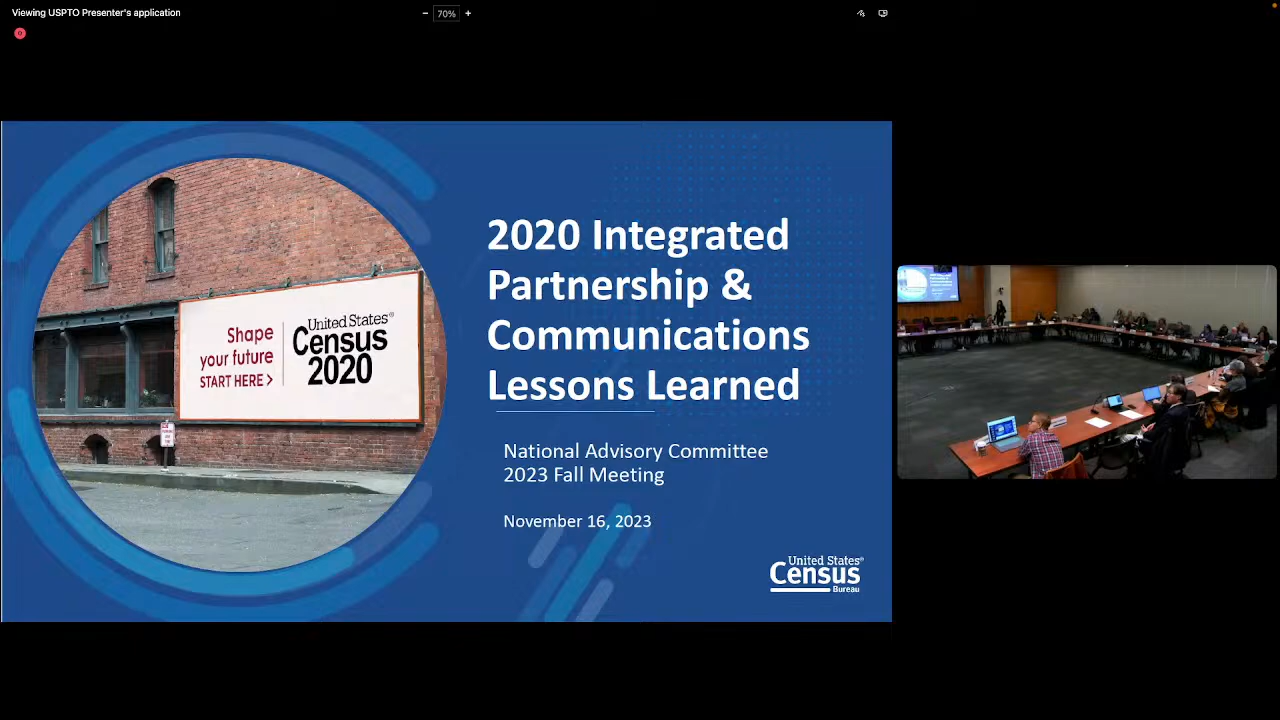 Viewing USPTO Presenter's application
− 70% +
Shape
your future
START HERE >
United States®
Census
2020
2020 Integrated
Partnership &
Communications
Lessons Learned
National Advisory Committee
2023 Fall Meeting
November 16, 2023
United States®
Census
Bureau